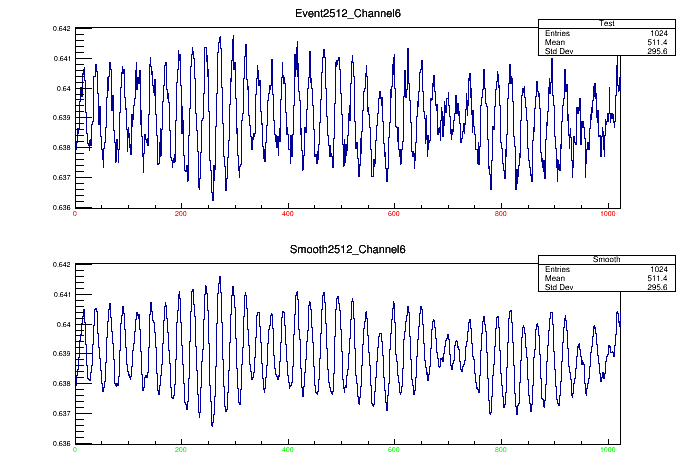 Event2512_Channel6
Test
Entries 1024
Mean 511.4
Std Dev 295.6
0.642
0.641
0.64
0.639
0.638
0.637
0.636
0 200 400 600 800 1000
Smooth2512_Channel6
Smooth
Entries 1024
Mean 511.4
Std Dev 295.6
0.642
0.641
0.64
0.639
0.638
0.637
0.636
0 200 400 600 800 1000